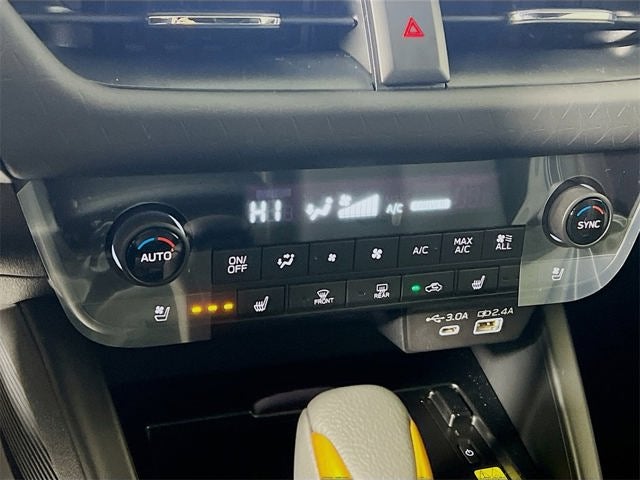 HI A/C
AUTO
SYNC
ON/OFF
A/C
MAX A/C
ALL
FRONT
REAR
3.0A
2.4A